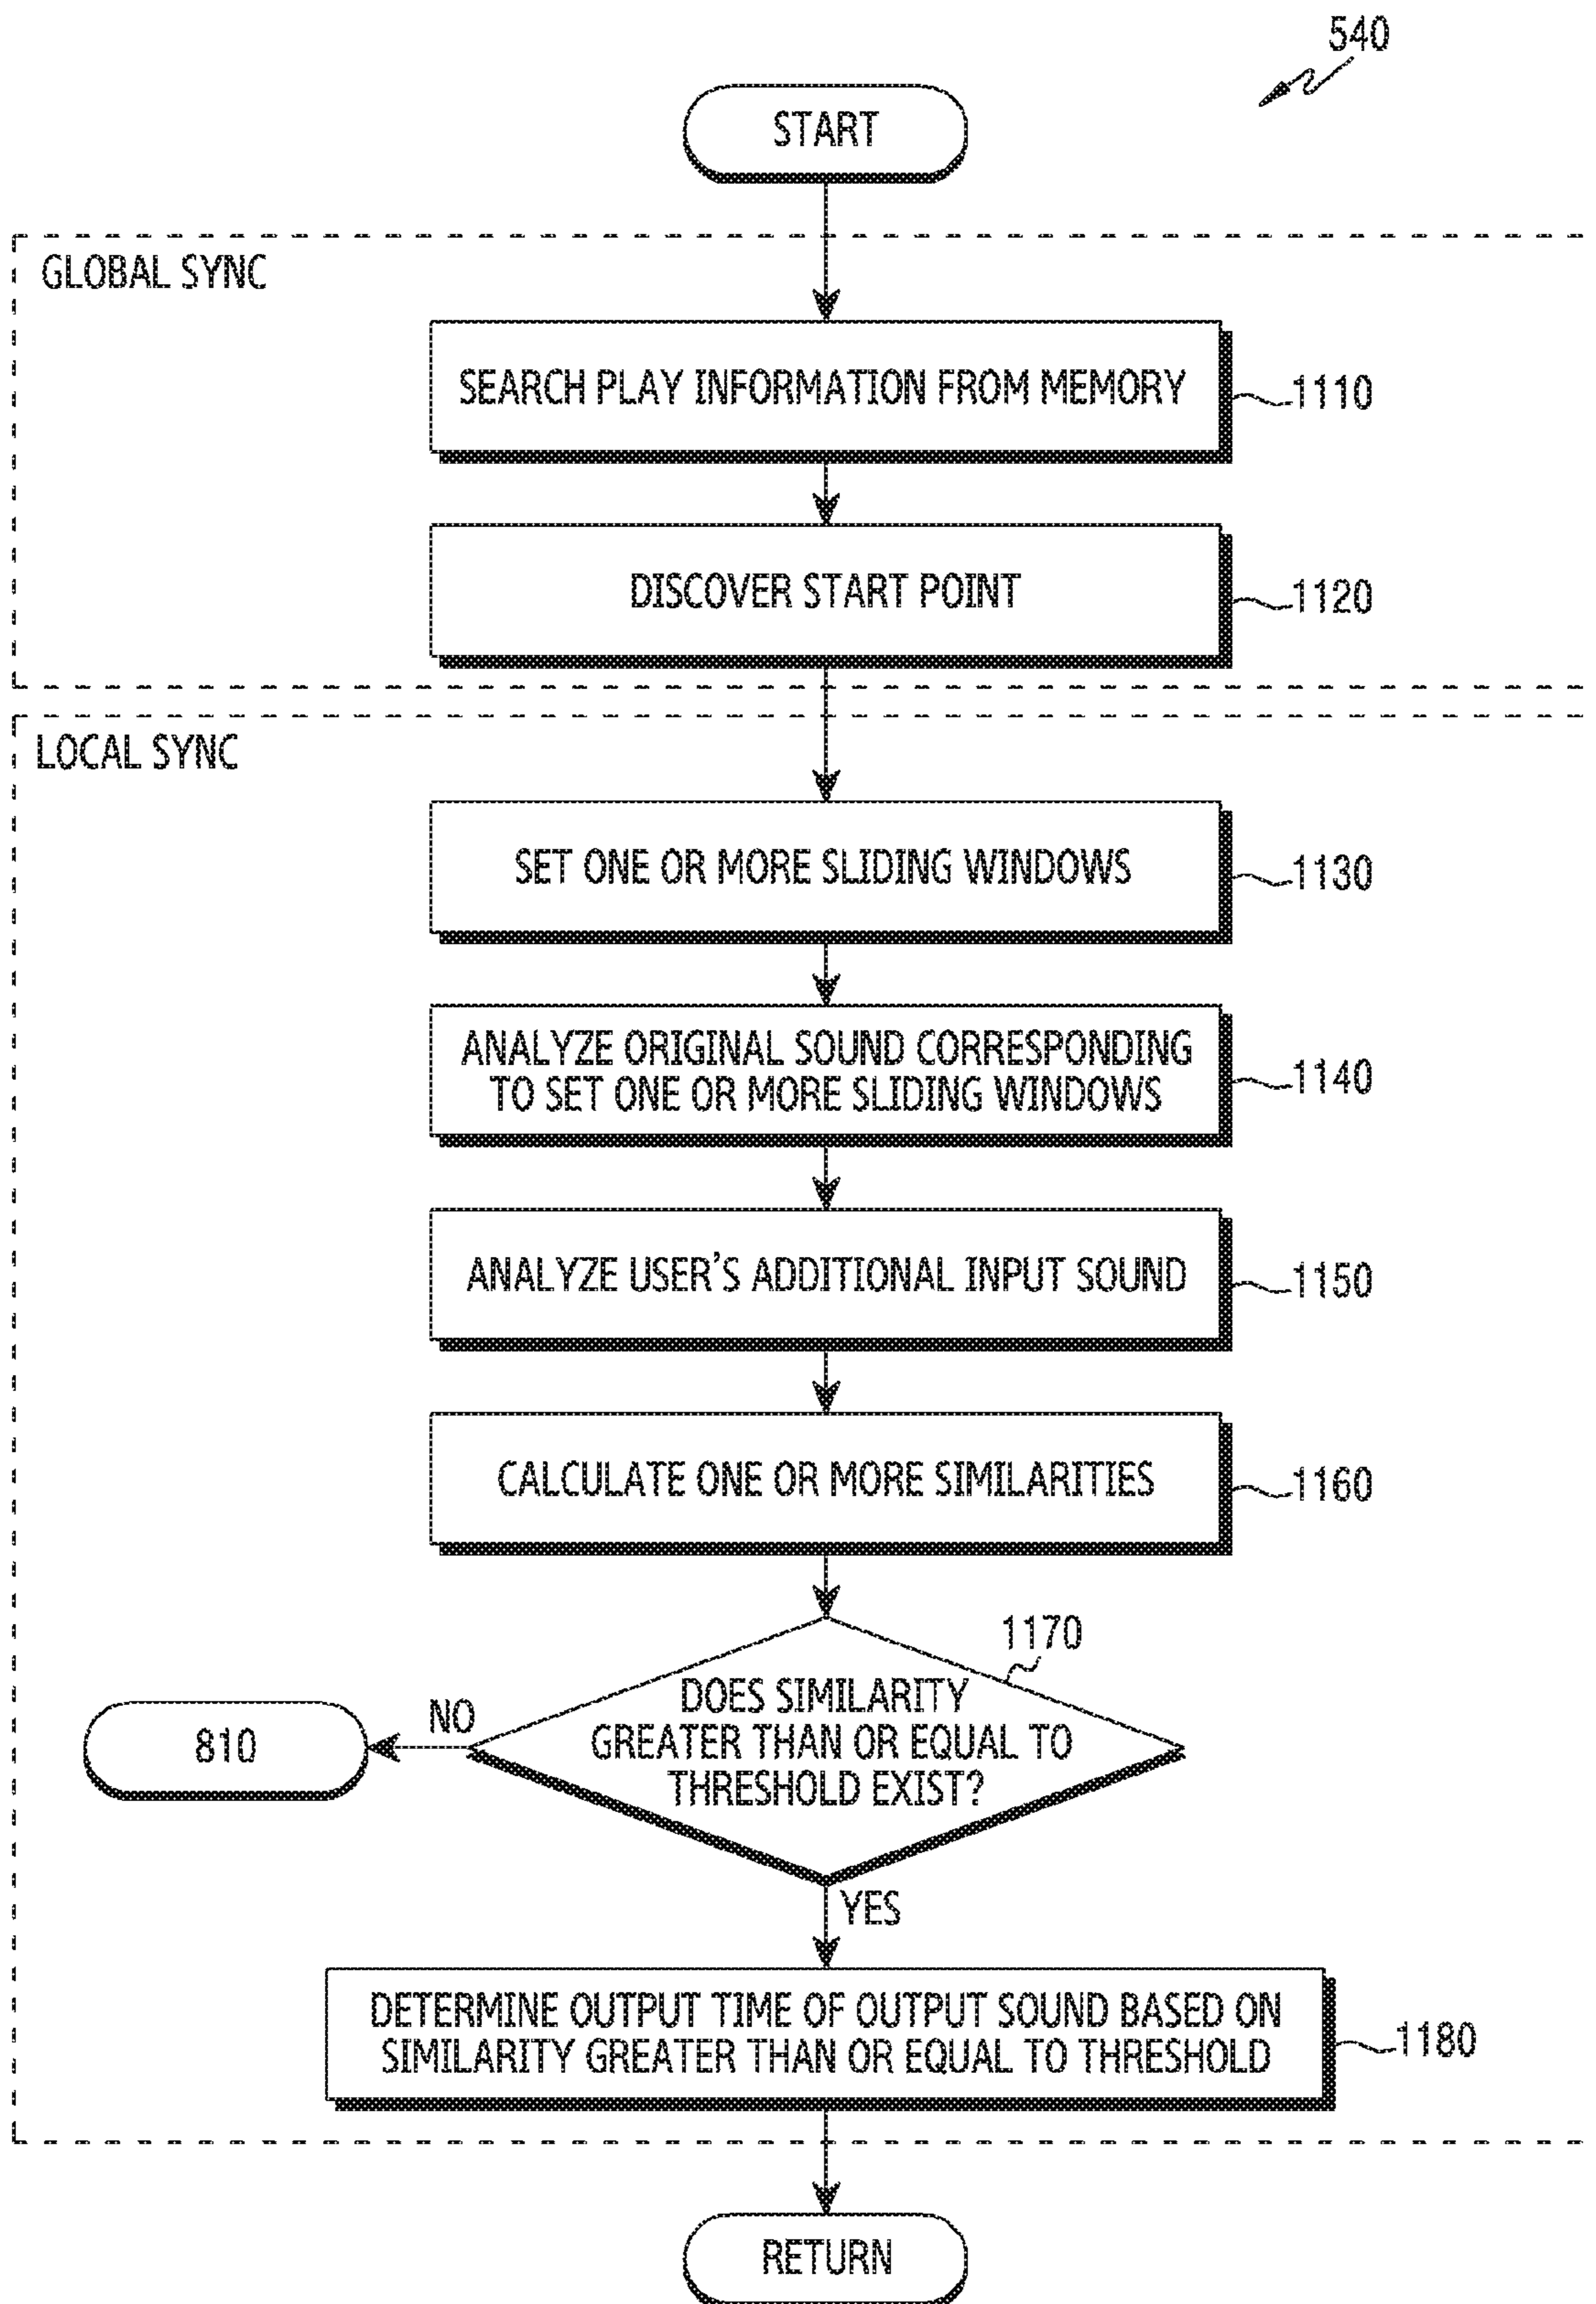 540
START
GLOBAL SYNC
SEARCH PLAY INFORMATION FROM MEMORY
1110
DISCOVER START POINT
1120
LOCAL SYNC
SET ONE OR MORE SLIDING WINDOWS
1130
ANALYZE ORIGINAL SOUND CORRESPONDING
TO SET ONE OR MORE SLIDING WINDOWS
1140
ANALYZE USER'S ADDITIONAL INPUT SOUND
1150
CALCULATE ONE OR MORE SIMILARITIES
1160
1170
DOES SIMILARITY
GREATER THAN OR EQUAL TO
THRESHOLD EXIST?
NO
810
YES
DETERMINE OUTPUT TIME OF OUTPUT SOUND BASED ON
SIMILARITY GREATER THAN OR EQUAL TO THRESHOLD
1180
RETURN